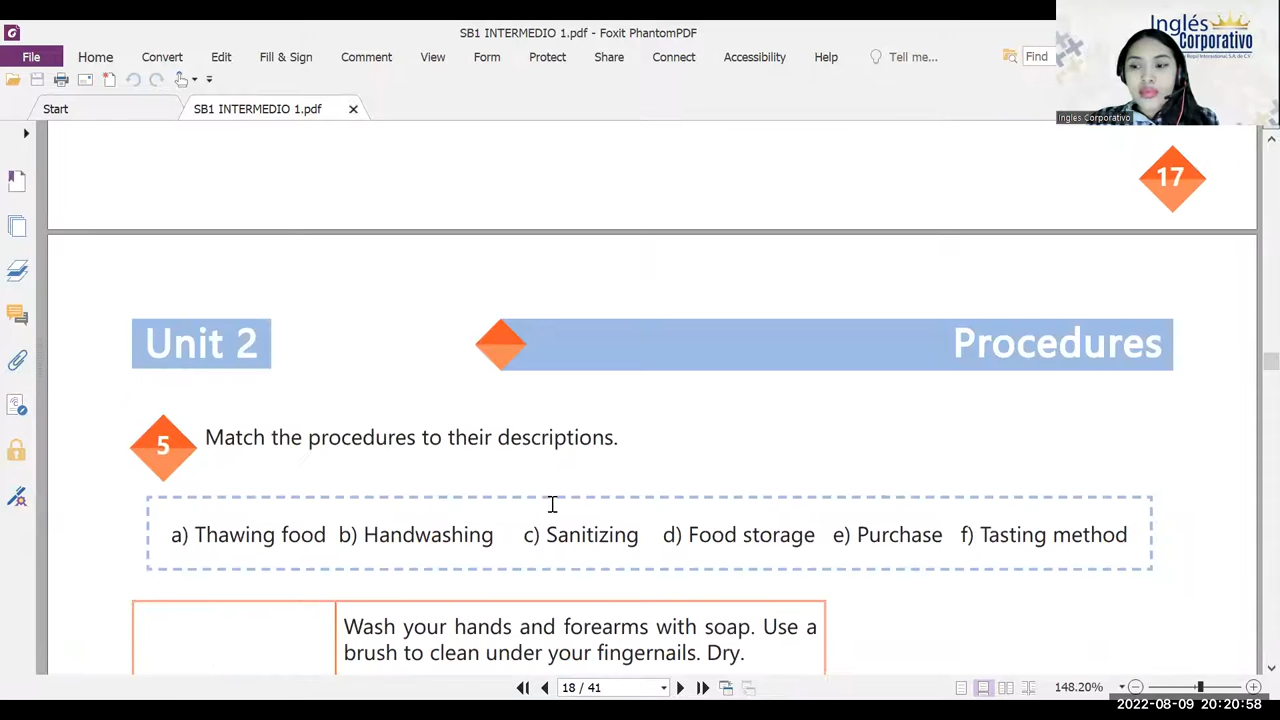 SB1 INTERMEDIO 1.pdf - Foxit PhantomPDF
File Home Convert Edit Fill & Sign Comment View Form Protect Share Connect Accessibility Help Tell me... Find
Start SB1 INTERMEDIO 1.pdf
Inglés
Corporativo
Ingles Corporativo
17
Unit 2 Procedures
5 Match the procedures to their descriptions.
a) Thawing food b) Handwashing c) Sanitizing d) Food storage e) Purchase f) Tasting method
Wash your hands and forearms with soap. Use a
brush to clean under your fingernails. Dry.
18 / 41 148.20%
2022-08-09 20:20:58